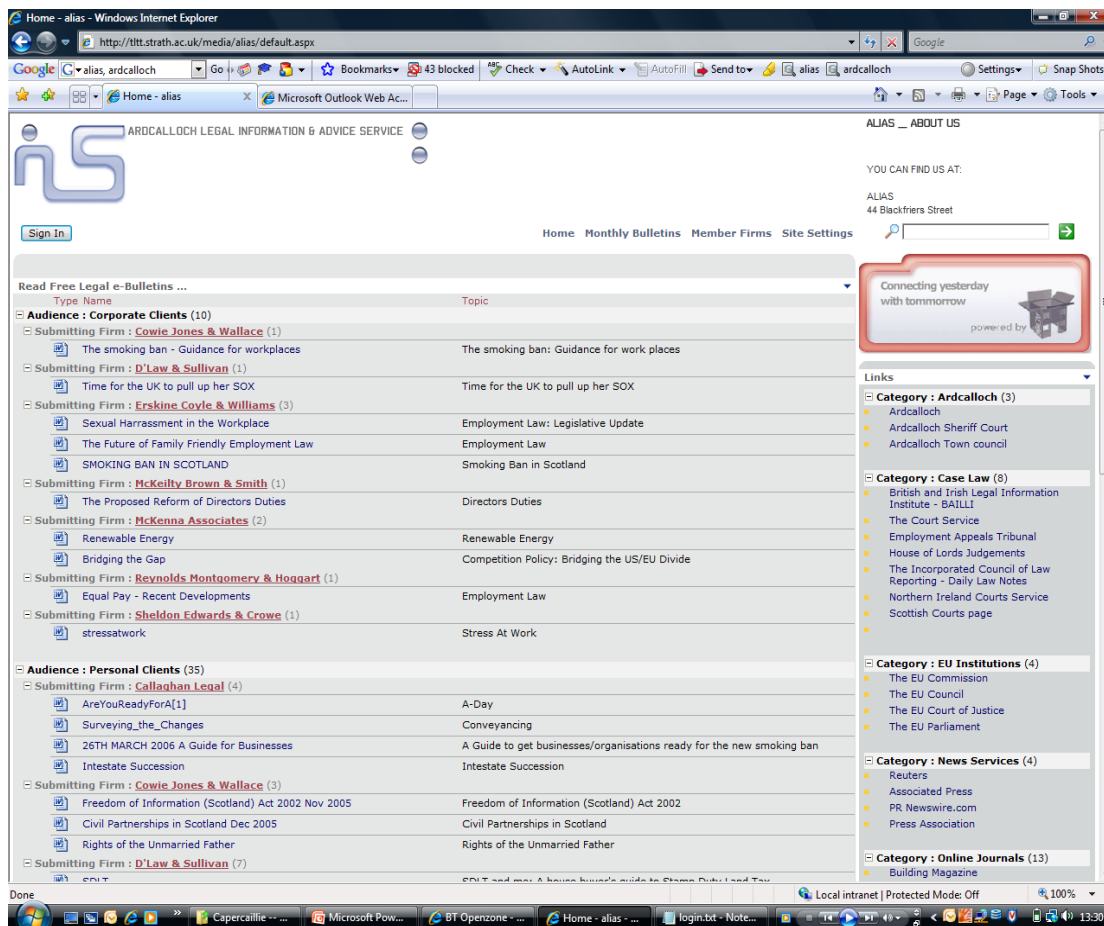 Home - alias - Windows Internet Explorer
http://tltt.strath.ac.uk/media/alias/default.aspx
Google
Google
alias, ardcalloch
Go
Bookmarks
43 blocked
Check
AutoLink
AutoFill
Send to
alias
ardcalloch
Settings
Snap Shots
Home - alias
Microsoft Outlook Web Ac...
Page
Tools
ils
ARDCALLOCH LEGAL INFORMATION & ADVICE SERVICE
ALIAS _ ABOUT US
YOU CAN FIND US AT:
ALIAS
44 Blackfriers Street
Sign In
Home Monthly Bulletins Member Firms Site Settings
Read Free Legal e-Bulletins ...
Type Name Topic
Audience : Corporate Clients (10)
Submitting Firm : Cowie Jones & Wallace (1)
The smoking ban - Guidance for workplaces The smoking ban: Guidance for work places
Submitting Firm : D'Law & Sullivan (1)
Time for the UK to pull up her SOX Time for the UK to pull up her SOX
Submitting Firm : Erskine Coyle & Williams (3)
Sexual Harrassment in the Workplace Employment Law: Legislative Update
The Future of Family Friendly Employment Law Employment Law
SMOKING BAN IN SCOTLAND Smoking Ban in Scotland
Submitting Firm : McKeilty Brown & Smith (1)
The Proposed Reform of Directors Duties Directors Duties
Submitting Firm : McKenna Associates (2)
Renewable Energy Renewable Energy
Bridging the Gap Competition Policy: Bridging the US/EU Divide
Submitting Firm : Reynolds Montgomery & Hoggart (1)
Equal Pay - Recent Developments Employment Law
Submitting Firm : Sheldon Edwards & Crowe (1)
stressatwork Stress At Work
Audience : Personal Clients (35)
Submitting Firm : Callaghan Legal (4)
AreYouReadyForA[1] A-Day
Surveying_the_Changes Conveyancing
26TH MARCH 2006 A Guide for Businesses A Guide to get businesses/organisations ready for the new smoking ban
Intestate Succession Intestate Succession
Submitting Firm : Cowie Jones & Wallace (3)
Freedom of Information (Scotland) Act 2002 Nov 2005 Freedom of Information (Scotland) Act 2002
Civil Partnerships in Scotland Dec 2005 Civil Partnerships in Scotland
Rights of the Unmarried Father Rights of the Unmarried Father
Submitting Firm : D'Law & Sullivan (7)
SDLT SDLT and me: A house buyer's guide to Stamp Duty Land Tax
Connecting yesterday
with tommorrow
powered by
Links
Category : Ardcalloch (3)
Ardcalloch
Ardcalloch Sheriff Court
Ardcalloch Town council
Category : Case Law (8)
British and Irish Legal Information
Institute - BAILLI
The Court Service
Employment Appeals Tribunal
House of Lords Judgements
The Incorporated Council of Law
Reporting - Daily Law Notes
Northern Ireland Courts Service
Scottish Courts page
Category : EU Institutions (4)
The EU Commission
The EU Council
The EU Court of Justice
The EU Parliament
Category : News Services (4)
Reuters
Associated Press
PR Newswire.com
Press Association
Category : Online Journals (13)
Building Magazine
Done
Local intranet | Protected Mode: Off
100%
Capercaillie -- ...
Microsoft Pow...
BT Openzone - ...
Home - alias - ...
login.txt - Note...
13:30